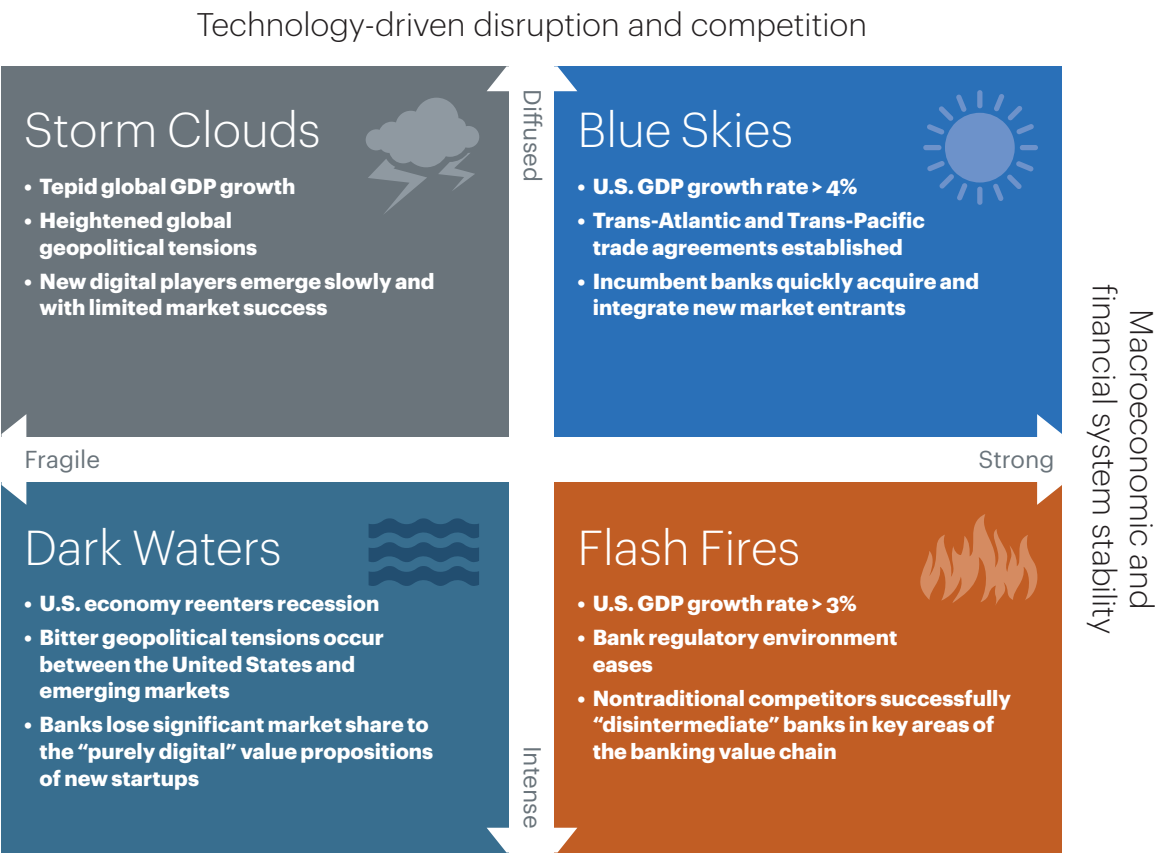 Technology-driven disruption and competition
Diffused
Storm Clouds
• Tepid global GDP growth
• Heightened global
geopolitical tensions
• New digital players emerge slowly and
with limited market success
Blue Skies
• U.S. GDP growth rate > 4%
• Trans-Atlantic and Trans-Pacific
trade agreements established
• Incumbent banks quickly acquire and
integrate new market entrants
Fragile
Strong
Macroeconomic and
financial system stability
Dark Waters
• U.S. economy reenters recession
• Bitter geopolitical tensions occur
between the United States and
emerging markets
• Banks lose significant market share to
the “purely digital” value propositions
of new startups
Flash Fires
• U.S. GDP growth rate > 3%
• Bank regulatory environment
eases
• Nontraditional competitors successfully
“disintermediate” banks in key areas of
the banking value chain
Intense